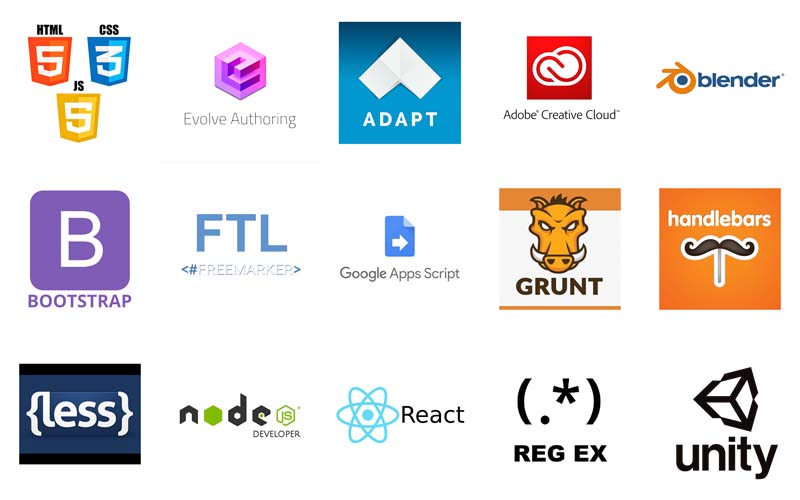 HTML CSS
5 3
JS
5
Evolve Authoring
ADAPT
Adobe® Creative Cloud™
blender®
B
BOOTSTRAP
FTL
<#FREEMARKER>
Google Apps Script
GRUNT
handlebars
{less}
node JS®
DEVELOPER
React
(.*)
REG EX
unity